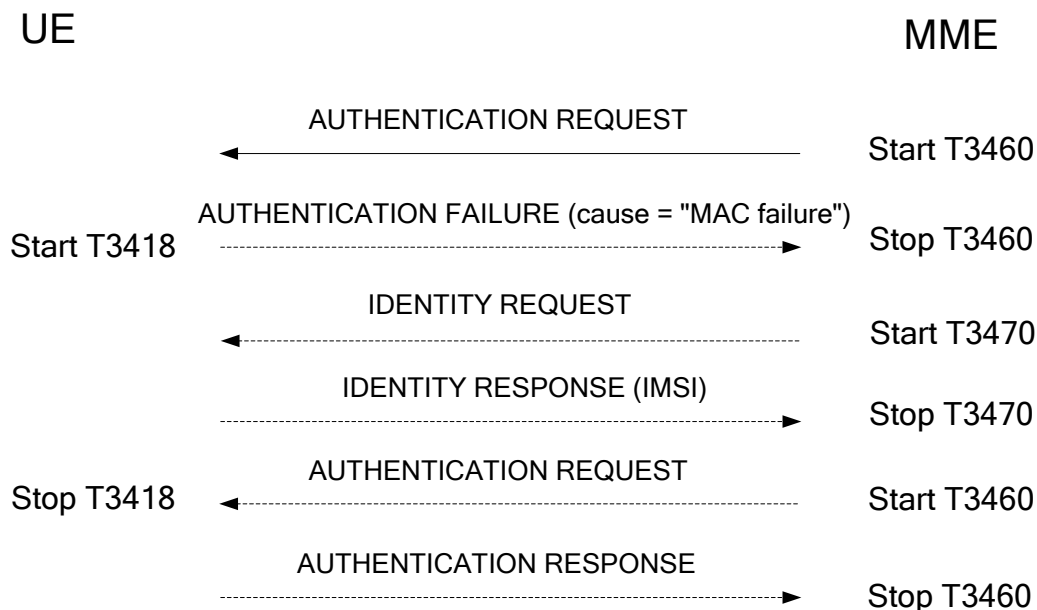 UE
MME
AUTHENTICATION REQUEST
Start T3460
AUTHENTICATION FAILURE (cause = "MAC failure")
Start T3418
Stop T3460
IDENTITY REQUEST
Start T3470
IDENTITY RESPONSE (IMSI)
Stop T3470
AUTHENTICATION REQUEST
Stop T3418
Start T3460
AUTHENTICATION RESPONSE
Stop T3460